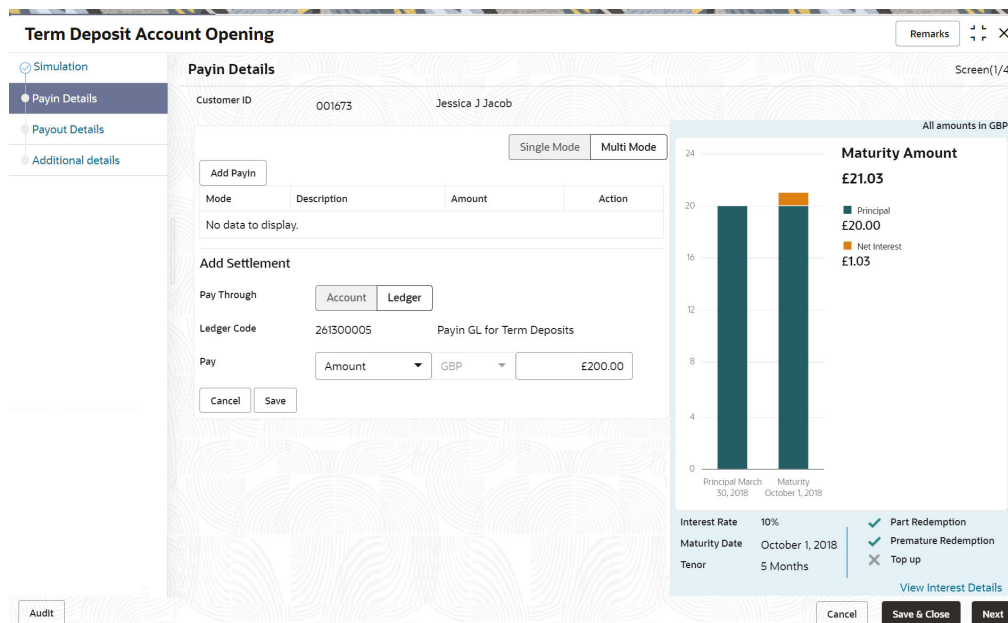 Term Deposit Account Opening
Remarks
Simulation
Payin Details
Payout Details
Additional details
Payin Details
Screen(1/4
Customer ID 001673 Jessica J Jacob
Single Mode Multi Mode
Add Payin
Mode Description Amount Action
No data to display.
Add Settlement
Pay Through Account Ledger
Ledger Code 261300005 Payin GL for Term Deposits
Pay Amount GBP £200.00
Cancel Save
All amounts in GBP
24
20
16
12
8
4
0
Principal March
30, 2018
Maturity
October 1, 2018
Maturity Amount
£21.03
Principal
£20.00
Net Interest
£1.03
Interest Rate 10%
Maturity Date October 1, 2018
Tenor 5 Months
Part Redemption
Premature Redemption
Top up
View Interest Details
Audit
Cancel Save & Close Next